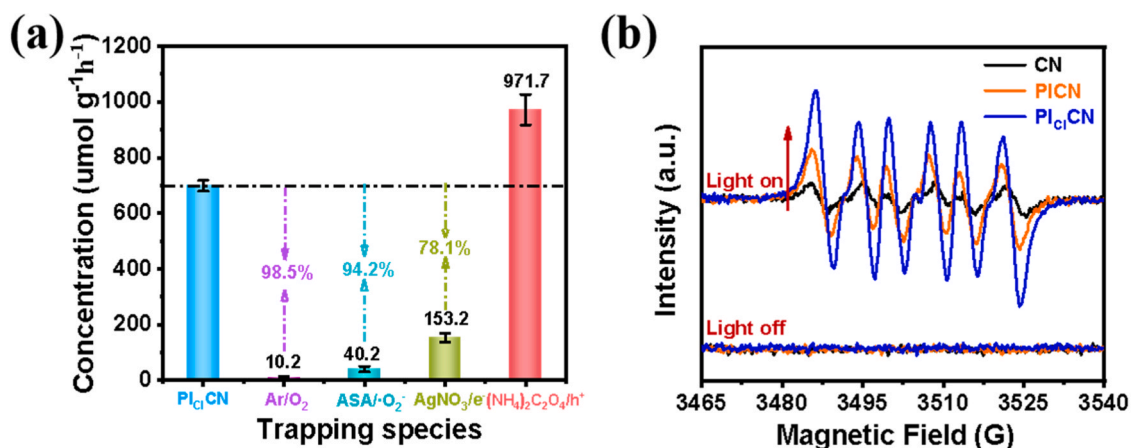 (a)
Concentration (umol g⁻¹h⁻¹)
1200
1000
800
600
400
200
0
971.7
98.5%
94.2%
78.1%
10.2
40.2
153.2
PI_ClCN
Ar/O₂
ASA/·O₂⁻
AgNO₃/e⁻
(NH₄)₂C₂O₄/h⁺
Trapping species
(b)
Intensity (a.u.)
CN
PICN
PI_ClCN
Light on
Light off
3465 3480 3495 3510 3525 3540
Magnetic Field (G)